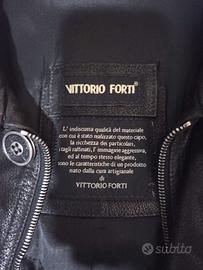 VITTORIO FORTI®
L' indiscussa qualità del materiale
con cui è stato realizzato questo capo,
la ricchezza dei particolari,
i tagli raffinati, l' immagine aggressiva,
ed al tempo stesso elegante,
sono le caratteristiche di un prodotto
nato dalla cura artigianale
di
VITTORIO FORTI
subito